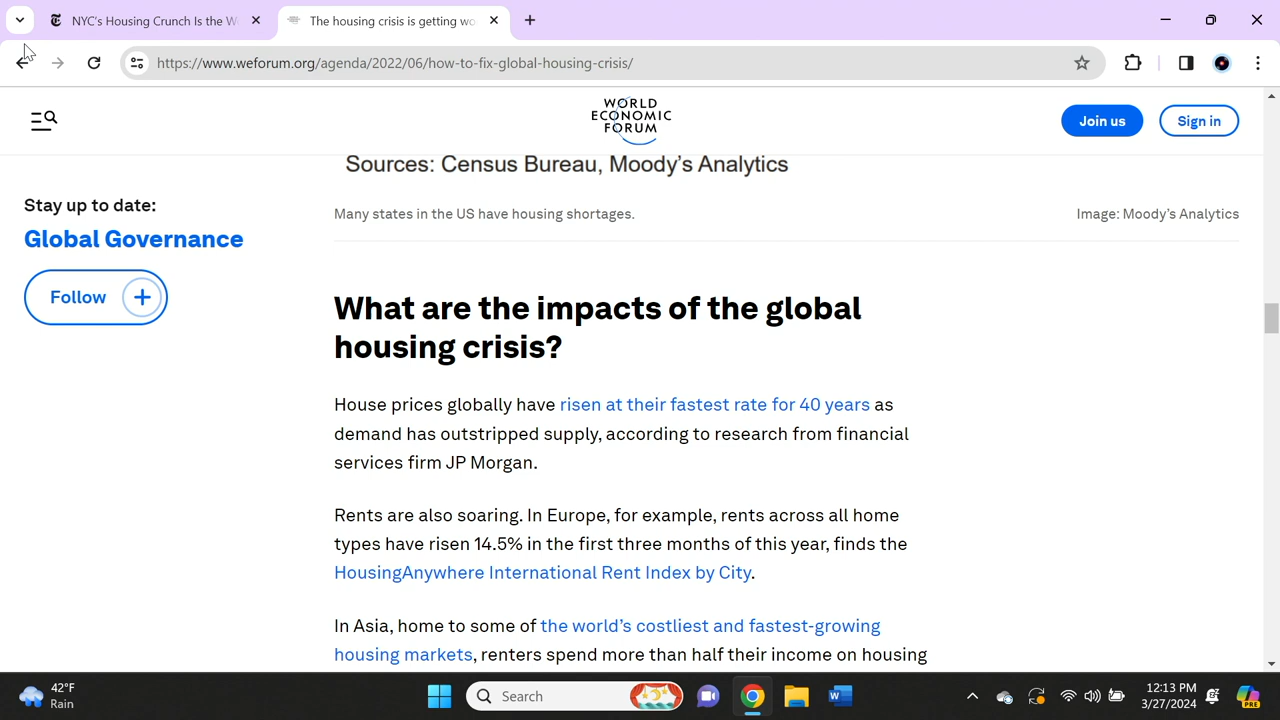 NYC's Housing Crunch Is the W
The housing crisis is getting wo
https://www.weforum.org/agenda/2022/06/how-to-fix-global-housing-crisis/
WORLD
ECONOMIC
FORUM
Join us
Sign in
Sources: Census Bureau, Moody's Analytics
Stay up to date:
Global Governance
Follow
Many states in the US have housing shortages.
Image: Moody's Analytics
What are the impacts of the global
housing crisis?
House prices globally have risen at their fastest rate for 40 years as
demand has outstripped supply, according to research from financial
services firm JP Morgan.
Rents are also soaring. In Europe, for example, rents across all home
types have risen 14.5% in the first three months of this year, finds the
HousingAnywhere International Rent Index by City.
In Asia, home to some of the world's costliest and fastest-growing
housing markets, renters spend more than half their income on housing
42°F
Rain
Search
W
PRE
12:13 PM
3/27/2024